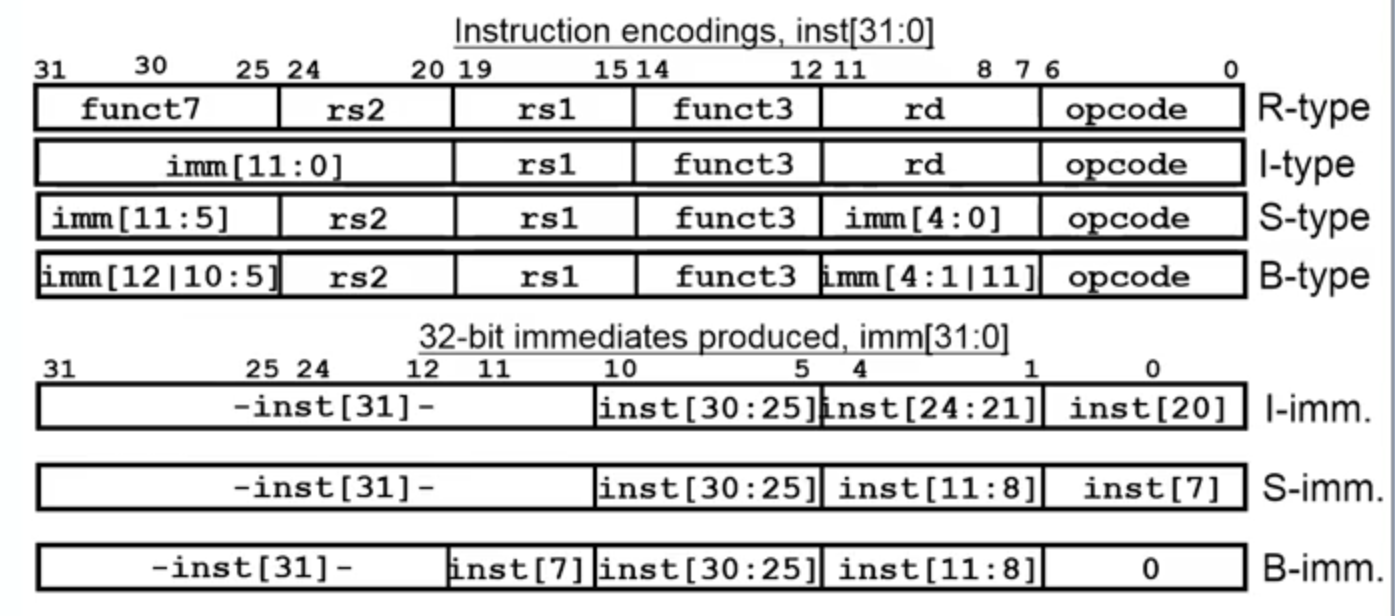 Instruction encodings, inst[31:0]
31 30 25 24 20 19 15 14 12 11 8 7 6 0
funct7 rs2 rs1 funct3 rd opcode R-type
imm[11:0] rs1 funct3 rd opcode I-type
imm[11:5] rs2 rs1 funct3 imm[4:0] opcode S-type
imm[12|10:5] rs2 rs1 funct3 imm[4:1|11] opcode B-type
32-bit immediates produced, imm[31:0]
31 25 24 12 11 10 5 4 1 0
-inst[31]- inst[30:25] inst[24:21] inst[20] I-imm.
-inst[31]- inst[30:25] inst[11:8] inst[7] S-imm.
-inst[31]- inst[7] inst[30:25] inst[11:8] 0 B-imm.